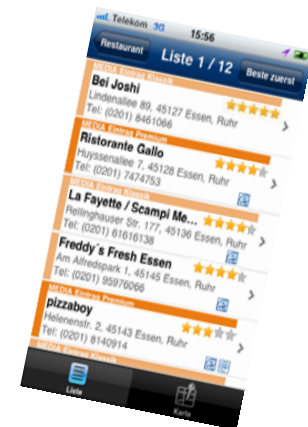 Telekom 3G 15:56
Restaurant Liste 1 / 12 Beste zuerst
MEDIA Eintrag Klassik
Bei Joshi
Lindenallee 89, 45127 Essen, Ruhr
Tel: (0201) 8461066
MEDIA Eintrag Premium
Ristorante Gallo
Huyssenallee 7, 45128 Essen, Ruhr
Tel: (0201) 7474753
MEDIA Eintrag Klassik
La Fayette / Scampi Me...
Rellinghauser Str. 177, 45136 Essen, Ruhr
Tel: (0201) 61616138
Freddy´s Fresh Essen
Am Alfredspark 1, 45145 Essen, Ruhr
Tel: (0201) 95976066
MEDIA Eintrag Premium
pizzaboy
Helenenstr. 2, 45143 Essen, Ruhr
Tel: (0201) 8140914
MEDIA Eintrag Klassik
Liste Karte